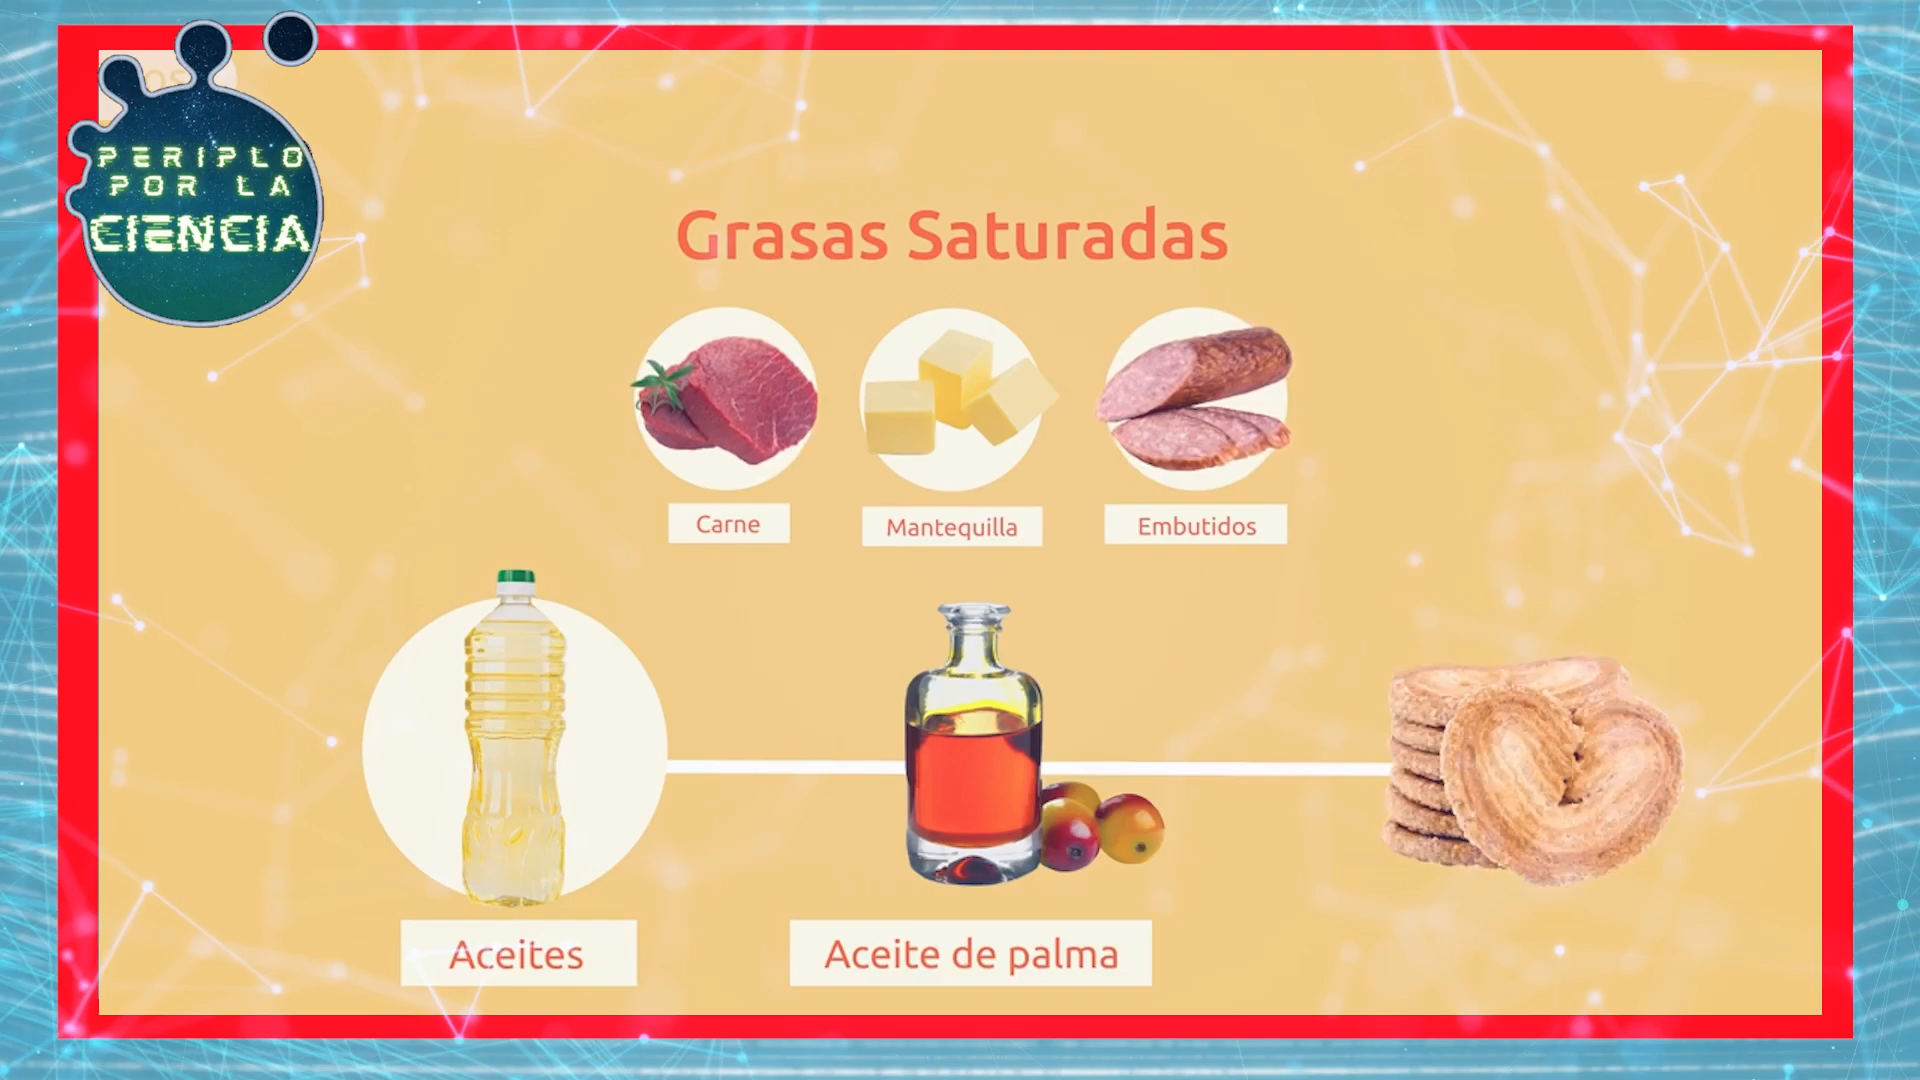 PERIPLO
POR LA
CIENCIA
Grasas Saturadas
Carne
Mantequilla
Embutidos
Aceites
Aceite de palma